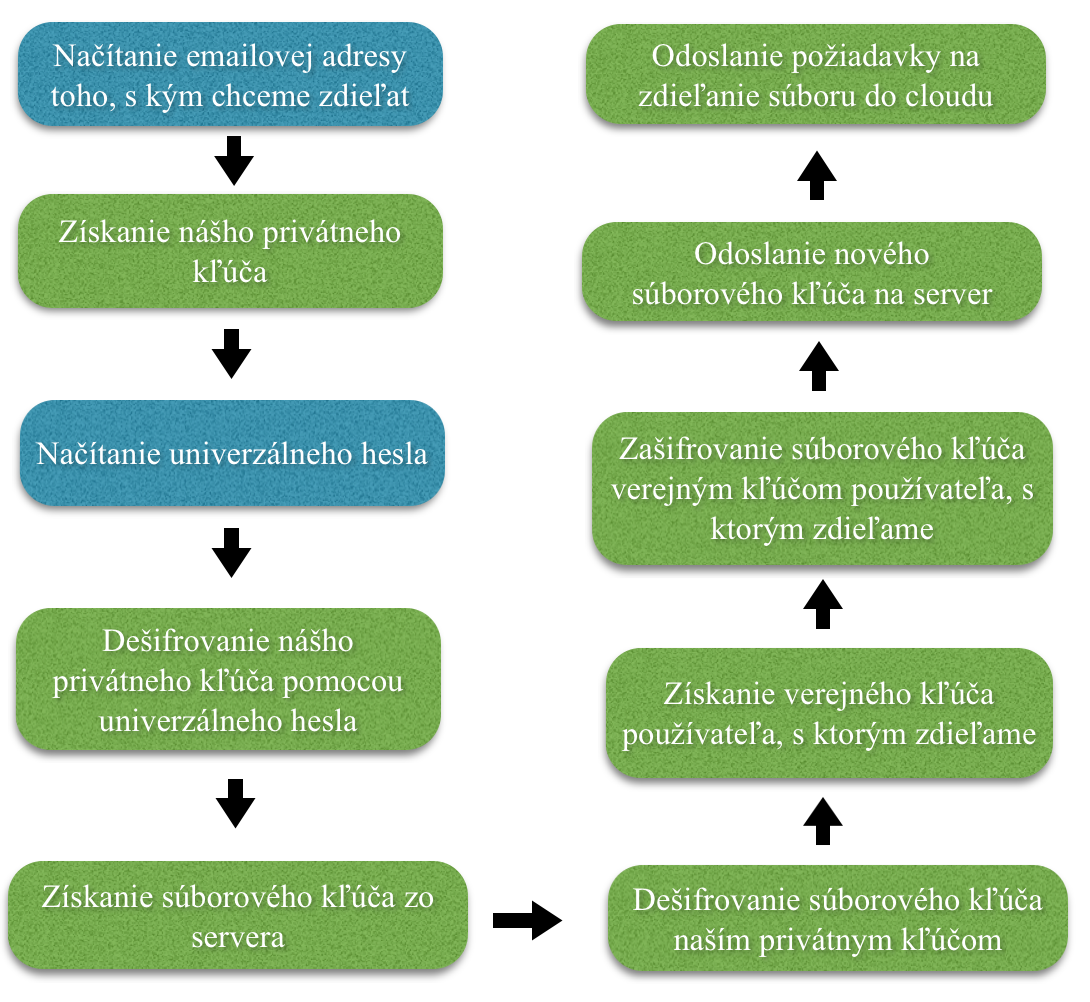 Načítanie emailovej adresy
toho, s kým chceme zdieľat
Získanie nášho privátneho
kľúča
Načítanie univerzálneho hesla
Dešifrovanie nášho
privátneho kľúča pomocou
univerzálneho hesla
Získanie súborového kľúča zo
servera
Dešifrovanie súborového kľúča
naším privátnym kľúčom
Získanie verejného kľúča
používateľa, s ktorým zdieľame
Zašifrovanie súborového kľúča
verejným kľúčom používateľa, s
ktorým zdieľame
Odoslanie nového
súborového kľúča na server
Odoslanie požiadavky na
zdieľanie súboru do cloudu